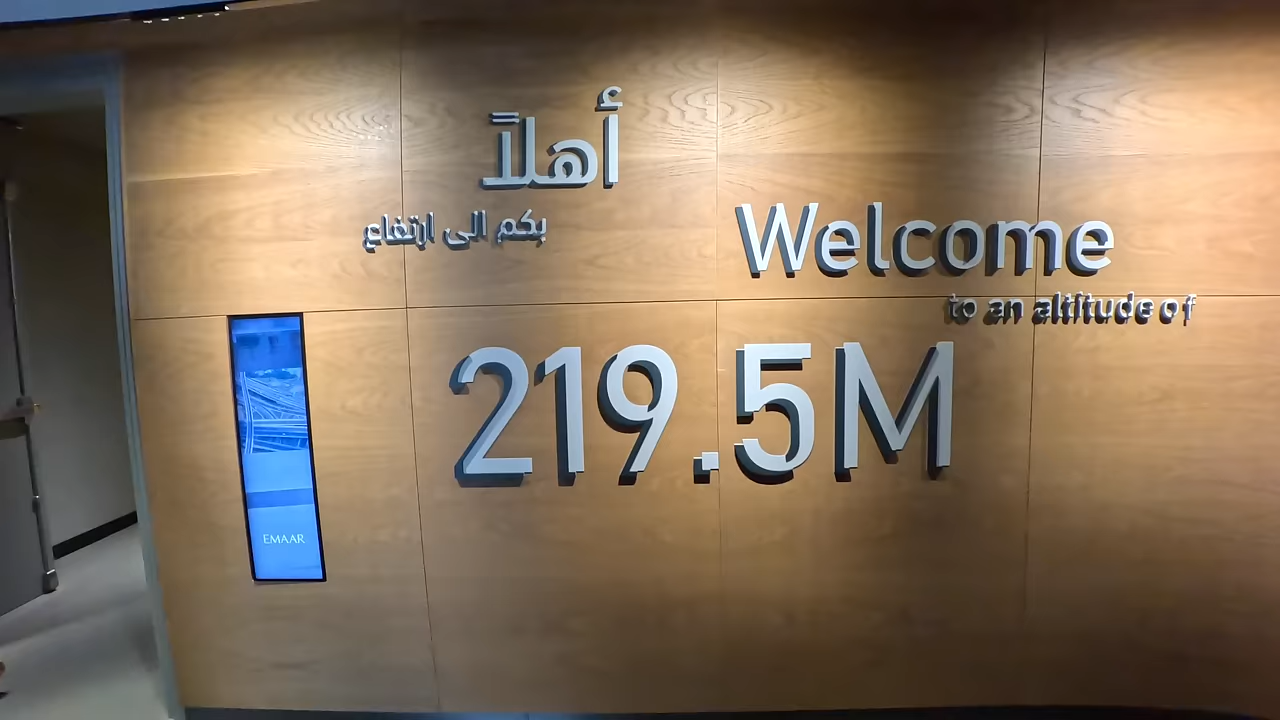 أهلاً
بكم الى ارتفاع
Welcome
to an altitude of
219.5M
EMAAR